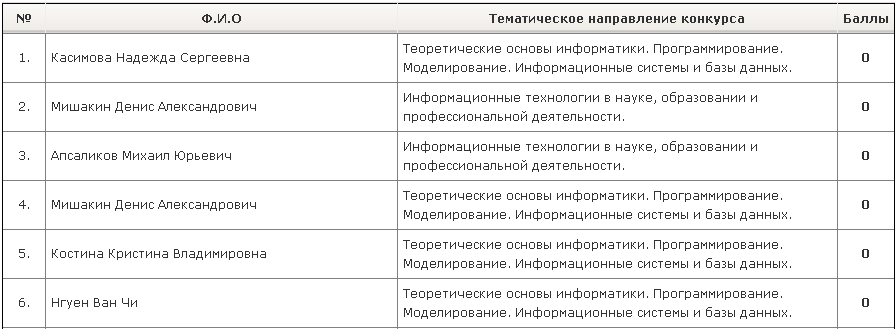 № Ф.И.О Тематическое направление конкурса Баллы
1. Касимова Надежда Сергеевна Теоретические основы информатики. Программирование. Моделирование. Информационные системы и базы данных. 0
2. Мишакин Денис Александрович Информационные технологии в науке, образовании и профессиональной деятельности. 0
3. Апсаликов Михаил Юрьевич Информационные технологии в науке, образовании и профессиональной деятельности. 0
4. Мишакин Денис Александрович Теоретические основы информатики. Программирование. Моделирование. Информационные системы и базы данных. 0
5. Костина Кристина Владимировна Теоретические основы информатики. Программирование. Моделирование. Информационные системы и базы данных. 0
6. Нгуен Ван Чи Теоретические основы информатики. Программирование. Моделирование. Информационные системы и базы данных. 0